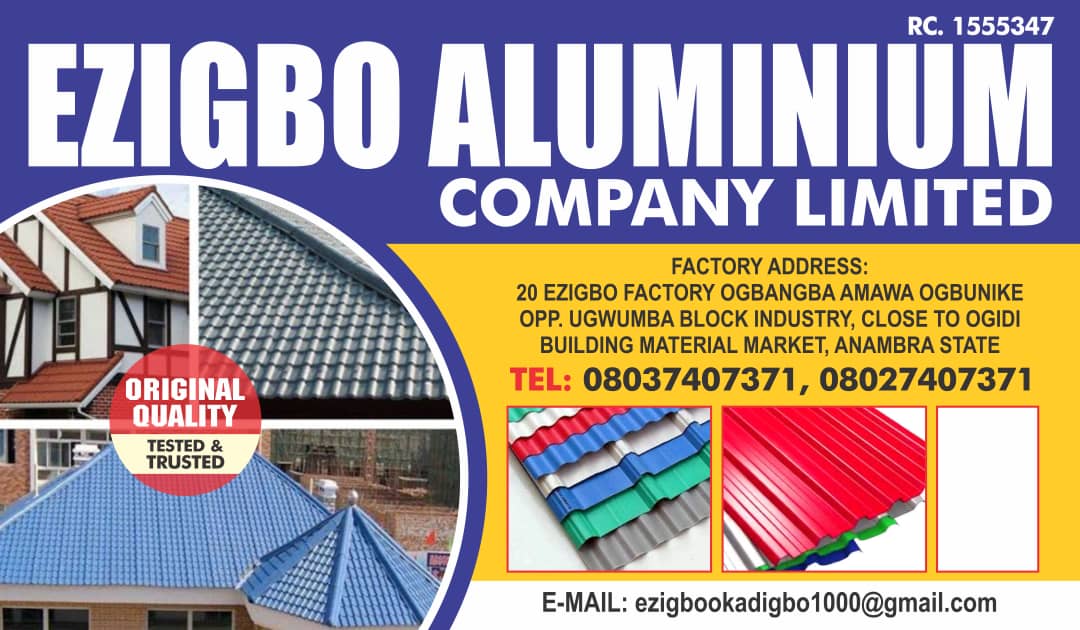 RC. 1555347
EZIGBO ALUMINIUM
COMPANY LIMITED
FACTORY ADDRESS:
20 EZIGBO FACTORY OGBANGBA AMAWA OGBUNIKE
OPP. UGWUMBA BLOCK INDUSTRY, CLOSE TO OGIDI
BUILDING MATERIAL MARKET, ANAMBRA STATE
TEL: 08037407371, 08027407371
ORIGINAL
QUALITY
TESTED &
TRUSTED
E-MAIL: ezigbookadigbo1000@gmail.com